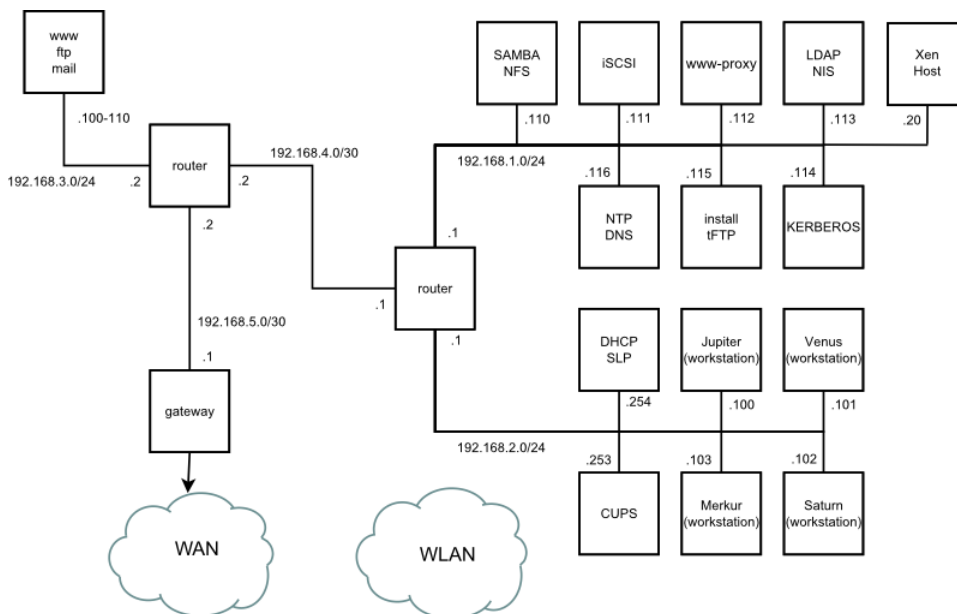 www
ftp
mail
SAMBA
NFS
iSCSI
www-proxy
LDAP
NIS
Xen
Host
.100-110
.110
.111
.112
.113
.20
192.168.3.0/24
.2
router
.2
.2
192.168.4.0/30
192.168.1.0/24
.116
.115
.114
NTP
DNS
install
tFTP
KERBEROS
.1
router
.1
.1
192.168.5.0/30
.1
gateway
DHCP
SLP
Jupiter
(workstation)
Venus
(workstation)
.254
.100
.101
192.168.2.0/24
.253
.103
.102
CUPS
Merkur
(workstation)
Saturn
(workstation)
WAN
WLAN